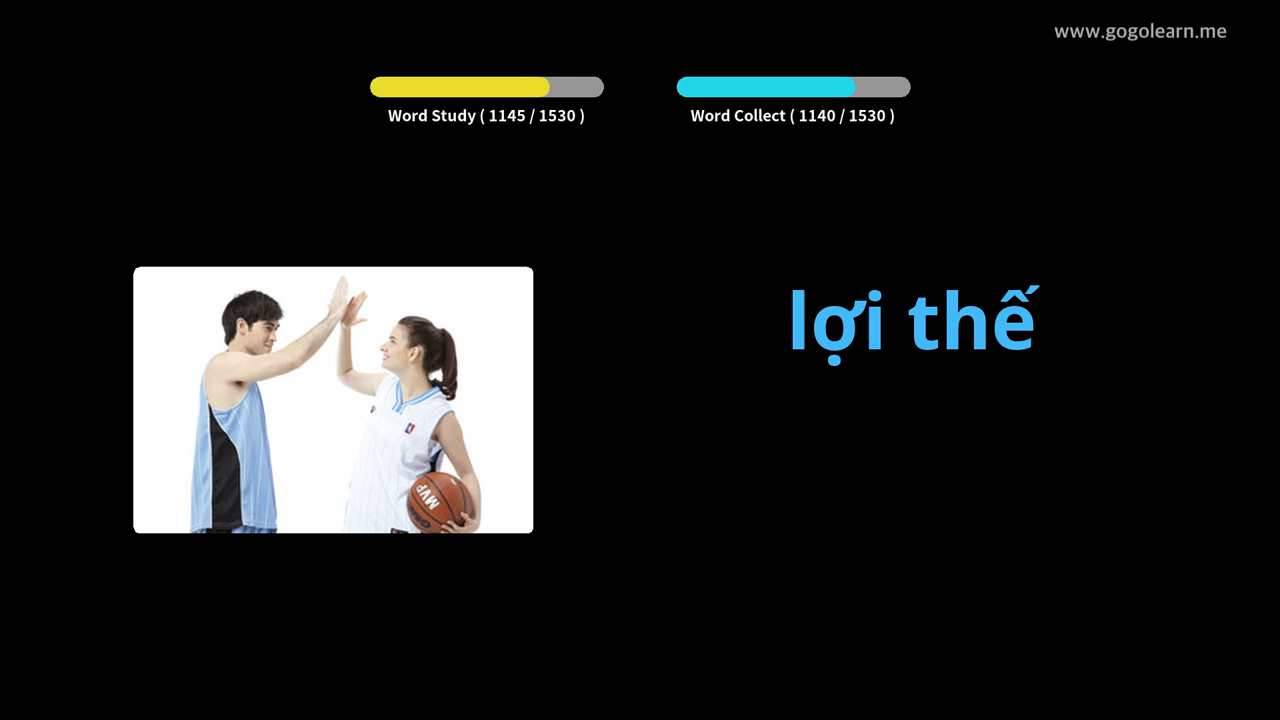 www.gogolearn.me
Word Study ( 1145 / 1530 )
Word Collect ( 1140 / 1530 )
lợi thế
MVP